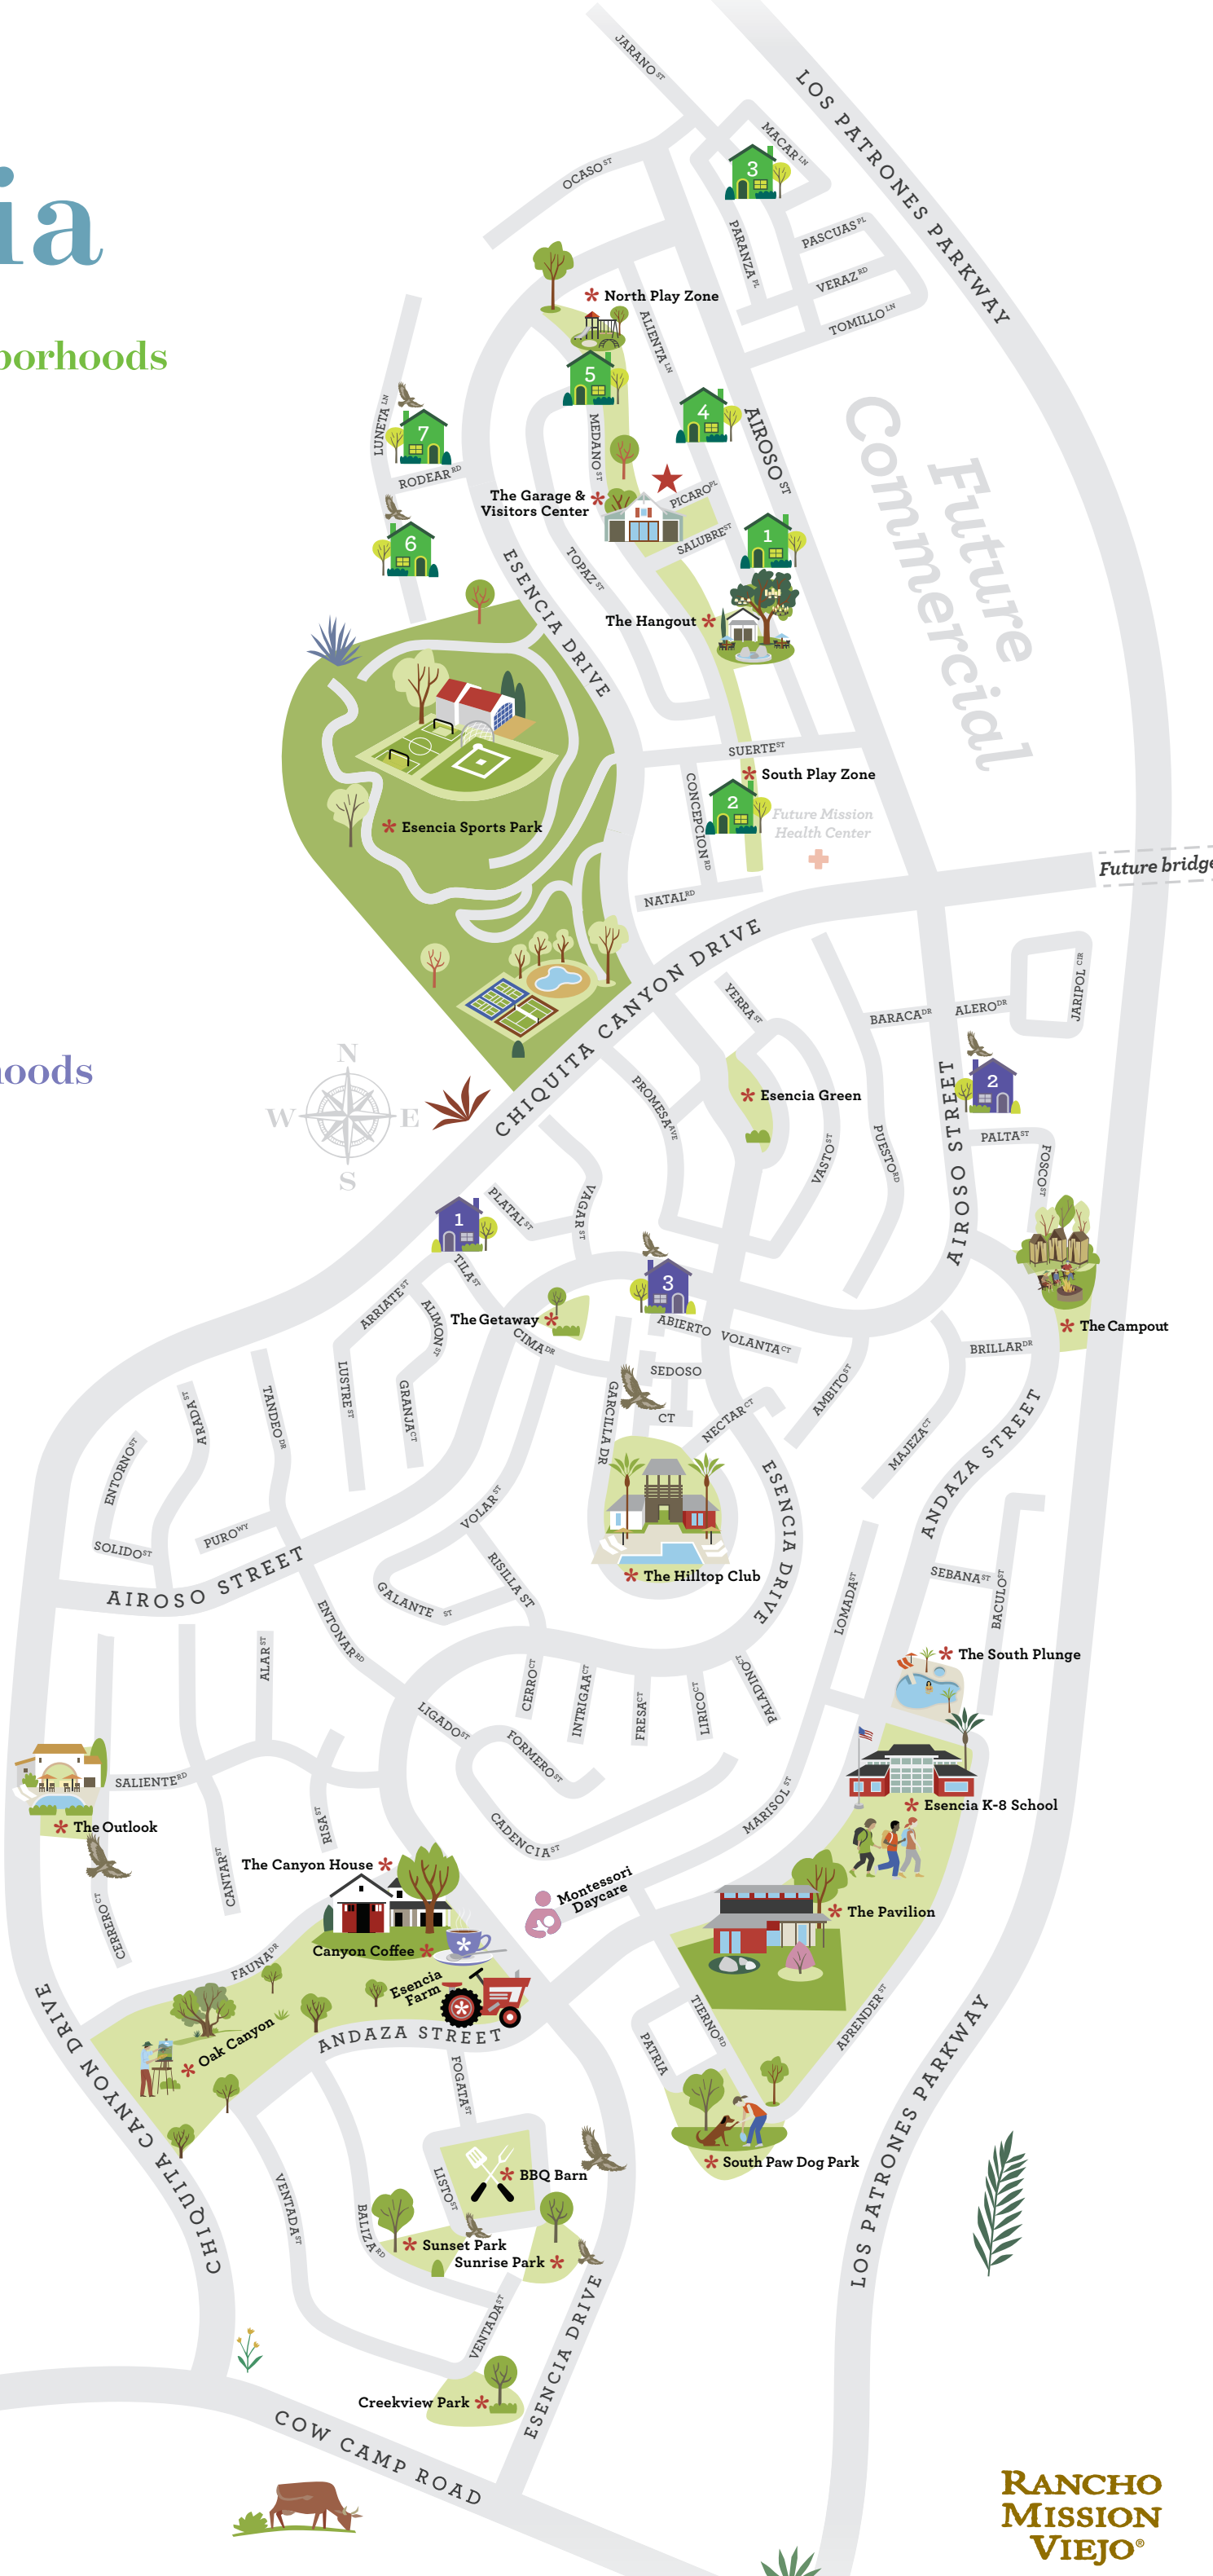 JARANO ST
LOS PATRONES PARKWAY
MACAR LN
3
OCASO ST
ia
PARANZA PL
PASCUAS PL
VERAZ RD
TOMILLO LN
* North Play Zone
ALIENTA LN
borhoods
5
4
LUNETA LN
7
MEDANO ST
AIROSO ST
Future
Commercial
RODEAR RD
The Garage & *
Visitors Center
PICARO PL
SALUBRE ST
1
6
ESENCIA DRIVE
TOPAZ ST
The Hangout *
SUERTE ST
* South Play Zone
CONCEPCION RD
2
Future Mission
Health Center
* Esencia Sports Park
Future bridge
NATAL RD
CHIQUITA CANYON DRIVE
YERRA ST
BARACA DR
ALERO DR
JARIPOL CIR
N
W
E
S
hoods
PROMESA AVE
* Esencia Green
2
AIROSO STREET
PALTA ST
FOSCO ST
VASTO ST
PUESTO RD
PLATAL ST
VAGAR ST
1
TILA ST
3
ARRIATE ST
ALIMON ST
The Getaway *
CIMA DR
ABIERTO
VOLANTA CT
* The Campout
BRILLAR DR
SEDOSO
CT
LUSTRE ST
GRANJA CT
GARCILLA DR
NECTAR CT
AMBITO ST
MAJEZA CT
ANDAZA STREET
ARADA ST
TANDEO DR
ENTORNO ST
SOLIDO ST
PURO WY
AIROSO STREET
VOLAR ST
RISILLA ST
GALANTE ST
ESENCIA DRIVE
* The Hilltop Club
ENTONAR RD
LOMADA ST
SEBANA ST
BACULO ST
ALAR ST
CERRO CT
INTRIGAA CT
FRESA CT
LIRICO CT
PALADINO CT
* The South Plunge
LIGADO ST
FORMERO ST
SALIENTE RD
* The Outlook
RISA ST
CADENCIA ST
MARISOL ST
* Esencia K-8 School
CANTAR ST
CERRERO CT
The Canyon House *
Montessori
Daycare
* The Pavilion
Canyon Coffee *
*
FAUNA DR
Esencia
Farm
*
* Oak Canyon
ANDAZA STREET
TIERNO RD
PATRIA
APRENDER ST
CHIQUITA CANYON DRIVE
FOGATA ST
LOS PATRONES PARKWAY
* South Paw Dog Park
* BBQ Barn
LISTO ST
VENTADA ST
BALIZA RD
* Sunset Park
Sunrise Park *
VENTADA ST
ESENCIA DRIVE
Creekview Park *
COW CAMP ROAD
RANCHO
MISSION
VIEJO®